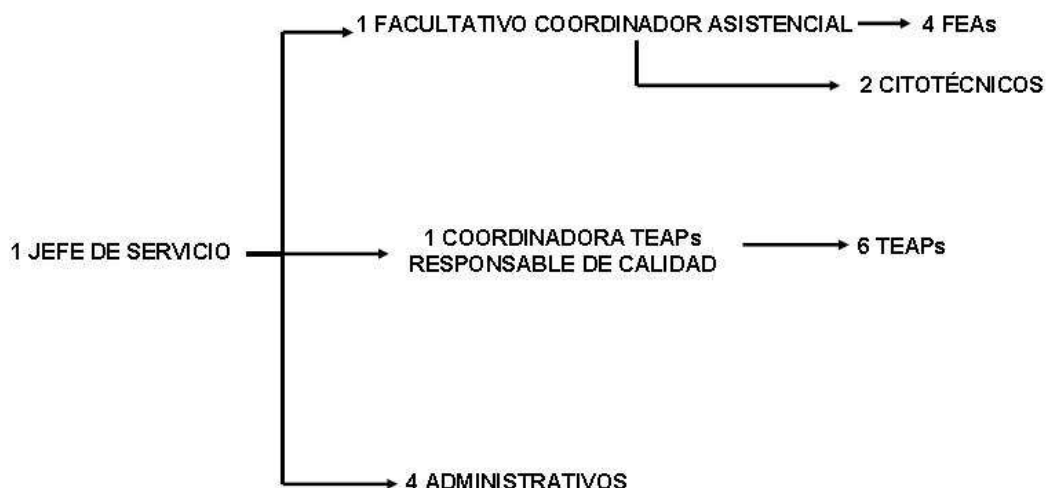 1 FACULTATIVO COORDINADOR ASISTENCIAL
4 FEAs
2 CITOTÉCNICOS
1 JEFE DE SERVICIO
1 COORDINADORA TEAPs
RESPONSABLE DE CALIDAD
6 TEAPs
4 ADMINISTRATIVOS